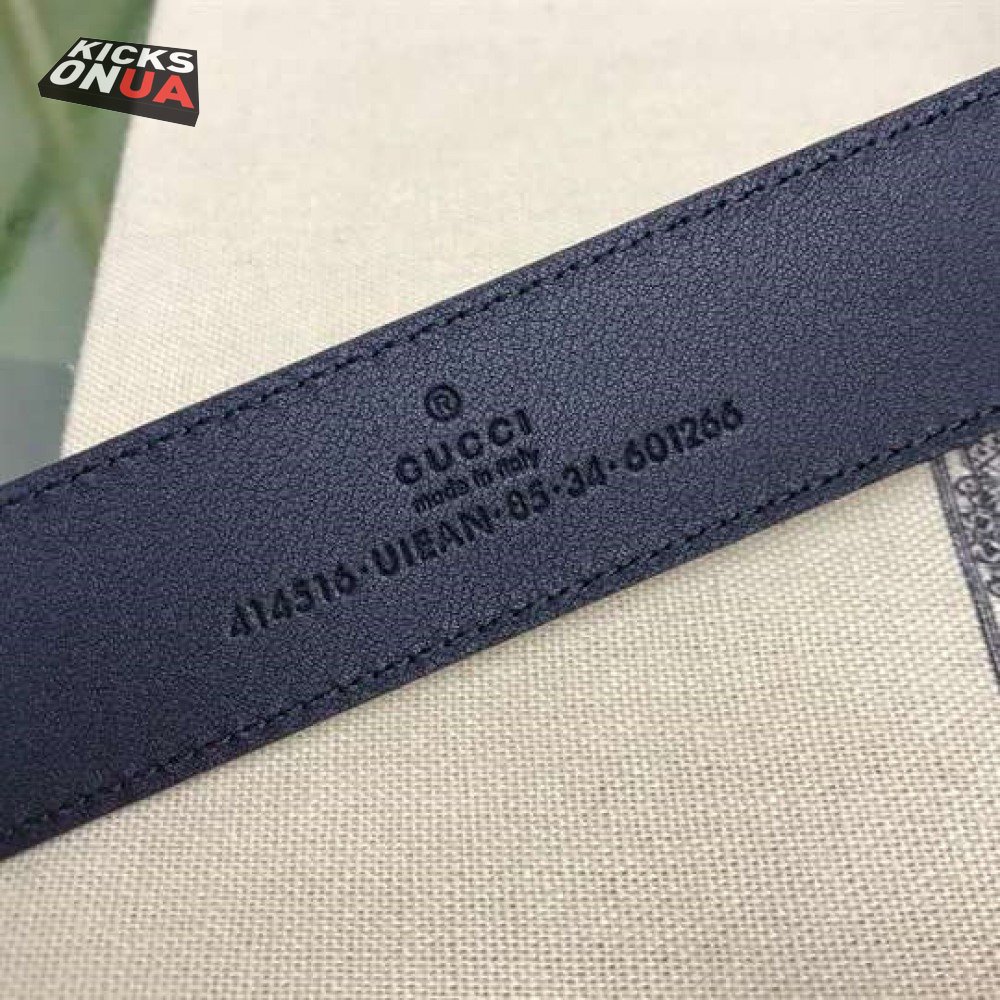 KICKS
ONUA
®
GUCCI
made in italy
414516·UIEAN·85·34·601266